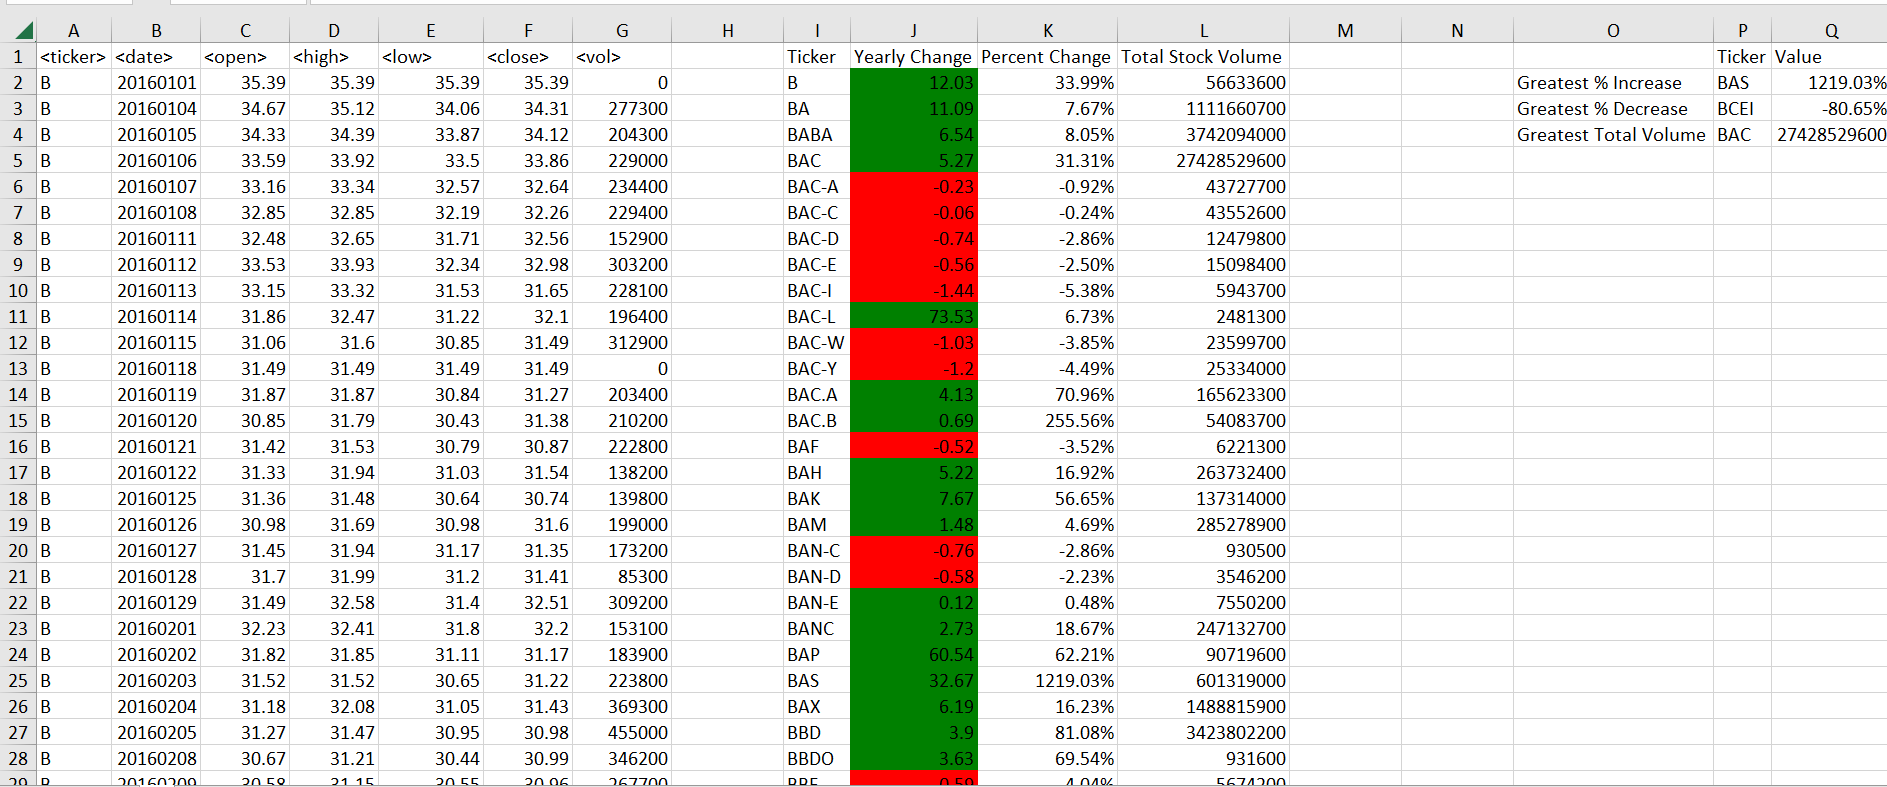 A B C D E F G H I J K L M N O P Q
1 <ticker> <date> <open> <high> <low> <close> <vol> Ticker Yearly Change Percent Change Total Stock Volume Ticker Value
2 B 20160101 35.39 35.39 35.39 35.39 0 B 12.03 33.99% 56633600 Greatest % Increase BAS 1219.03%
3 B 20160104 34.67 35.12 34.06 34.31 277300 BA 11.09 7.67% 1111660700 Greatest % Decrease BCEI -80.65%
4 B 20160105 34.33 34.39 33.87 34.12 204300 BABA 6.54 8.05% 3742094000 Greatest Total Volume BAC 27428529600
5 B 20160106 33.59 33.92 33.5 33.86 229000 BAC 5.27 31.31% 27428529600
6 B 20160107 33.16 33.34 32.57 32.64 234400 BAC-A -0.23 -0.92% 43727700
7 B 20160108 32.85 32.85 32.19 32.26 229400 BAC-C -0.06 -0.24% 43552600
8 B 20160111 32.48 32.65 31.71 32.56 152900 BAC-D -0.74 -2.86% 12479800
9 B 20160112 33.53 33.93 32.34 32.98 303200 BAC-E -0.56 -2.50% 15098400
10 B 20160113 33.15 33.32 31.53 31.65 228100 BAC-I -1.44 -5.38% 5943700
11 B 20160114 31.86 32.47 31.22 32.1 196400 BAC-L 73.53 6.73% 2481300
12 B 20160115 31.06 31.6 30.85 31.49 312900 BAC-W -1.03 -3.85% 23599700
13 B 20160118 31.49 31.49 31.49 31.49 0 BAC-Y -1.2 -4.49% 25334000
14 B 20160119 31.87 31.87 30.84 31.27 203400 BAC.A 4.13 70.96% 165623300
15 B 20160120 30.85 31.79 30.43 31.38 210200 BAC.B 0.69 255.56% 54083700
16 B 20160121 31.42 31.53 30.79 30.87 222800 BAF -0.52 -3.52% 6221300
17 B 20160122 31.33 31.94 31.03 31.54 138200 BAH 5.22 16.92% 263732400
18 B 20160125 31.36 31.48 30.64 30.74 139800 BAK 7.67 56.65% 137314000
19 B 20160126 30.98 31.69 30.98 31.6 199000 BAM 1.48 4.69% 285278900
20 B 20160127 31.45 31.94 31.17 31.35 173200 BAN-C -0.76 -2.86% 930500
21 B 20160128 31.7 31.99 31.2 31.41 85300 BAN-D -0.58 -2.23% 3546200
22 B 20160129 31.49 32.58 31.4 32.51 309200 BAN-E 0.12 0.48% 7550200
23 B 20160201 32.23 32.41 31.8 32.2 153100 BANC 2.73 18.67% 247132700
24 B 20160202 31.82 31.85 31.11 31.17 183900 BAP 60.54 62.21% 90719600
25 B 20160203 31.52 31.52 30.65 31.22 223800 BAS 32.67 1219.03% 601319000
26 B 20160204 31.18 32.08 31.05 31.43 369300 BAX 6.19 16.23% 1488815900
27 B 20160205 31.27 31.47 30.95 30.98 455000 BBD 3.9 81.08% 3423802200
28 B 20160208 30.67 31.21 30.44 30.99 346200 BBDO 3.63 69.54% 931600
29 B 20160209 30.58 31.15 30.55 30.96 267700